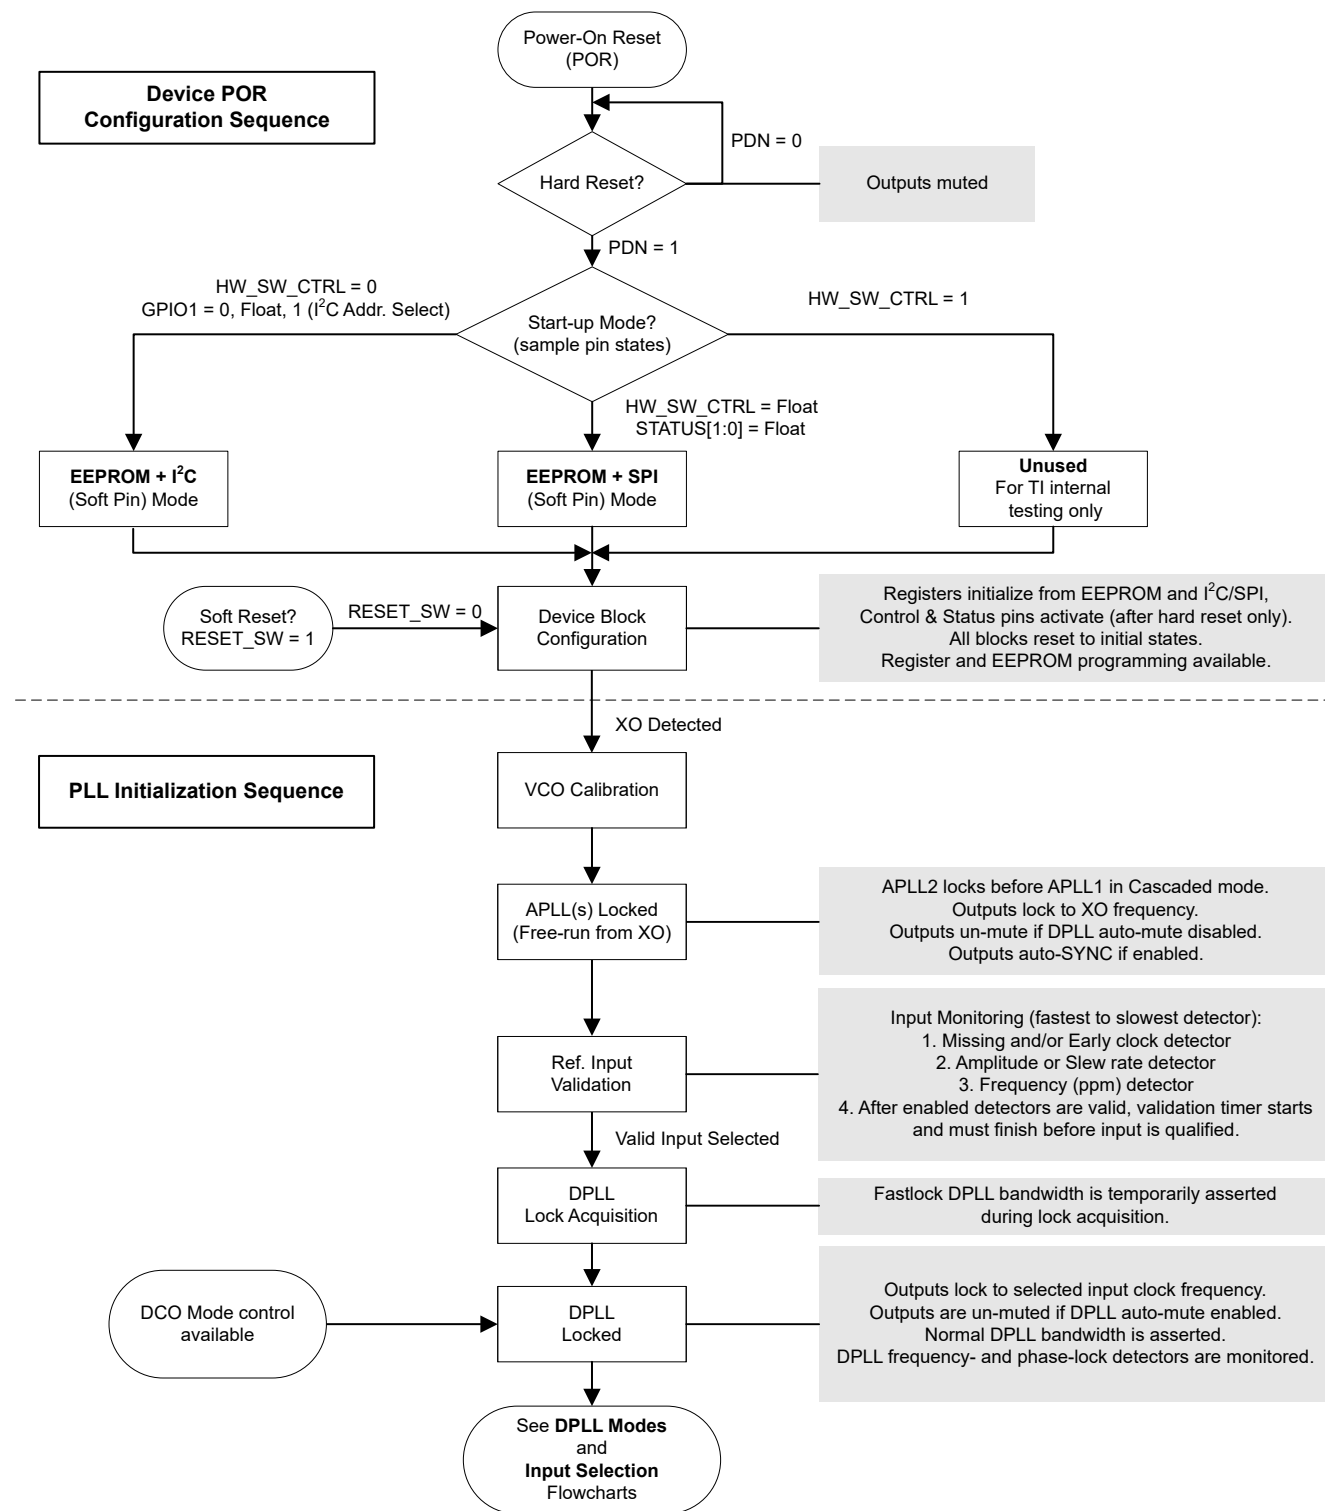 Power-On Reset
(POR)
Device POR
Configuration Sequence
PDN = 0
Hard Reset?
Outputs muted
PDN = 1
HW_SW_CTRL = 0
GPIO1 = 0, Float, 1 (I²C Addr. Select)
HW_SW_CTRL = 1
Start-up Mode?
(sample pin states)
HW_SW_CTRL = Float
STATUS[1:0] = Float
EEPROM + I²C
(Soft Pin) Mode
EEPROM + SPI
(Soft Pin) Mode
Unused
For TI internal
testing only
Soft Reset?
RESET_SW = 1
RESET_SW = 0
Device Block
Configuration
Registers initialize from EEPROM and I²C/SPI,
Control & Status pins activate (after hard reset only).
All blocks reset to initial states.
Register and EEPROM programming available.
XO Detected
PLL Initialization Sequence
VCO Calibration
APLL(s) Locked
(Free-run from XO)
APLL2 locks before APLL1 in Cascaded mode.
Outputs lock to XO frequency.
Outputs un-mute if DPLL auto-mute disabled.
Outputs auto-SYNC if enabled.
Ref. Input
Validation
Input Monitoring (fastest to slowest detector):
1. Missing and/or Early clock detector
2. Amplitude or Slew rate detector
3. Frequency (ppm) detector
4. After enabled detectors are valid, validation timer starts
and must finish before input is qualified.
Valid Input Selected
DPLL
Lock Acquisition
Fastlock DPLL bandwidth is temporarily asserted
during lock acquisition.
DCO Mode control
available
DPLL
Locked
Outputs lock to selected input clock frequency.
Outputs are un-muted if DPLL auto-mute enabled.
Normal DPLL bandwidth is asserted.
DPLL frequency- and phase-lock detectors are monitored.
See DPLL Modes
and
Input Selection
Flowcharts